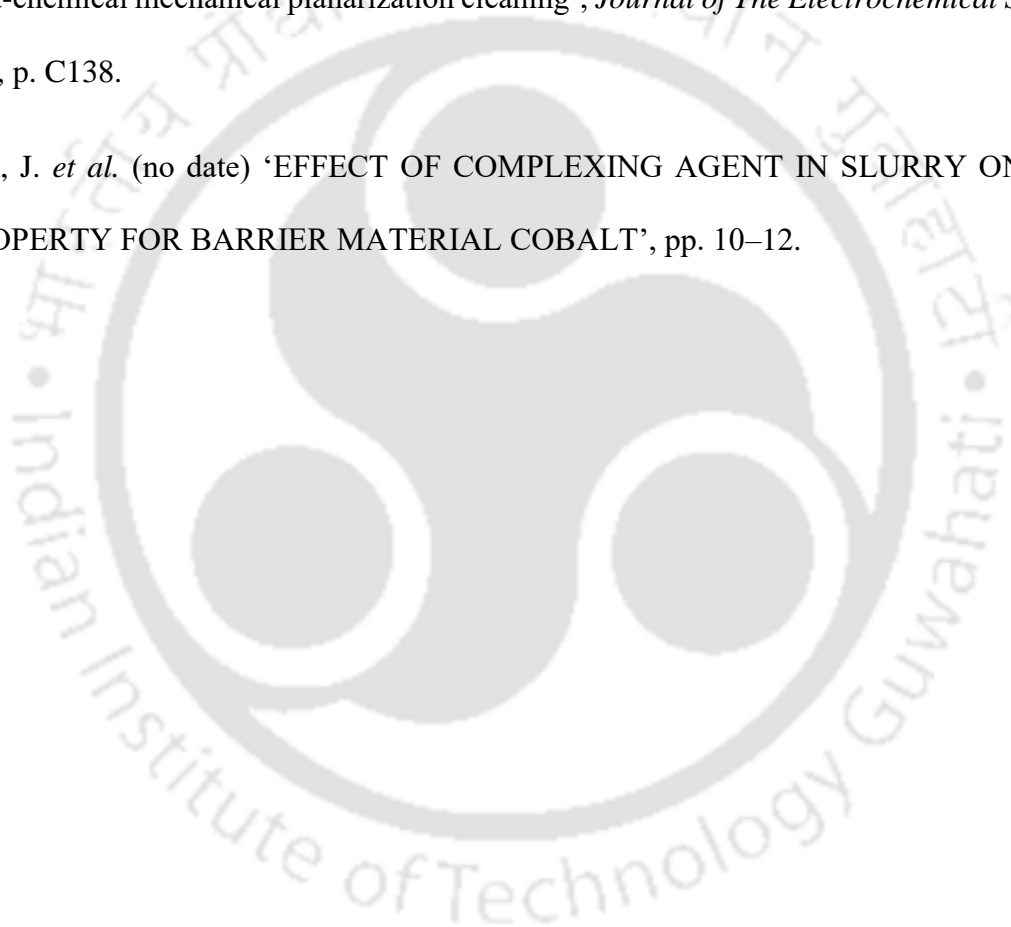 -chemical mechanical planarization cleaning’, Journal of The Electrochemical
, p. C138.
, J. et al. (no date) ‘EFFECT OF COMPLEXING AGENT IN SLURRY ON
OPERTY FOR BARRIER MATERIAL COBALT’, pp. 10–12.
Indian Institute of Technology Guwahati